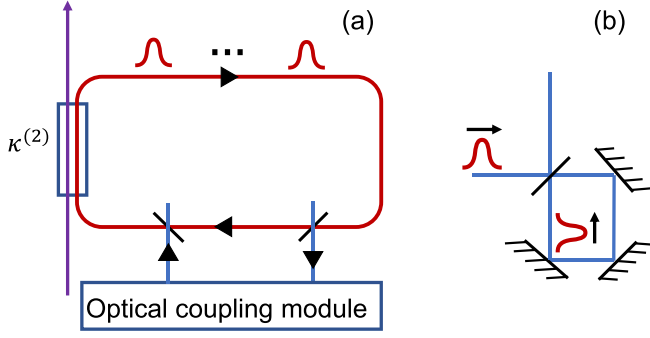 (a)
(b)
...
κ⁽²⁾
Optical coupling module